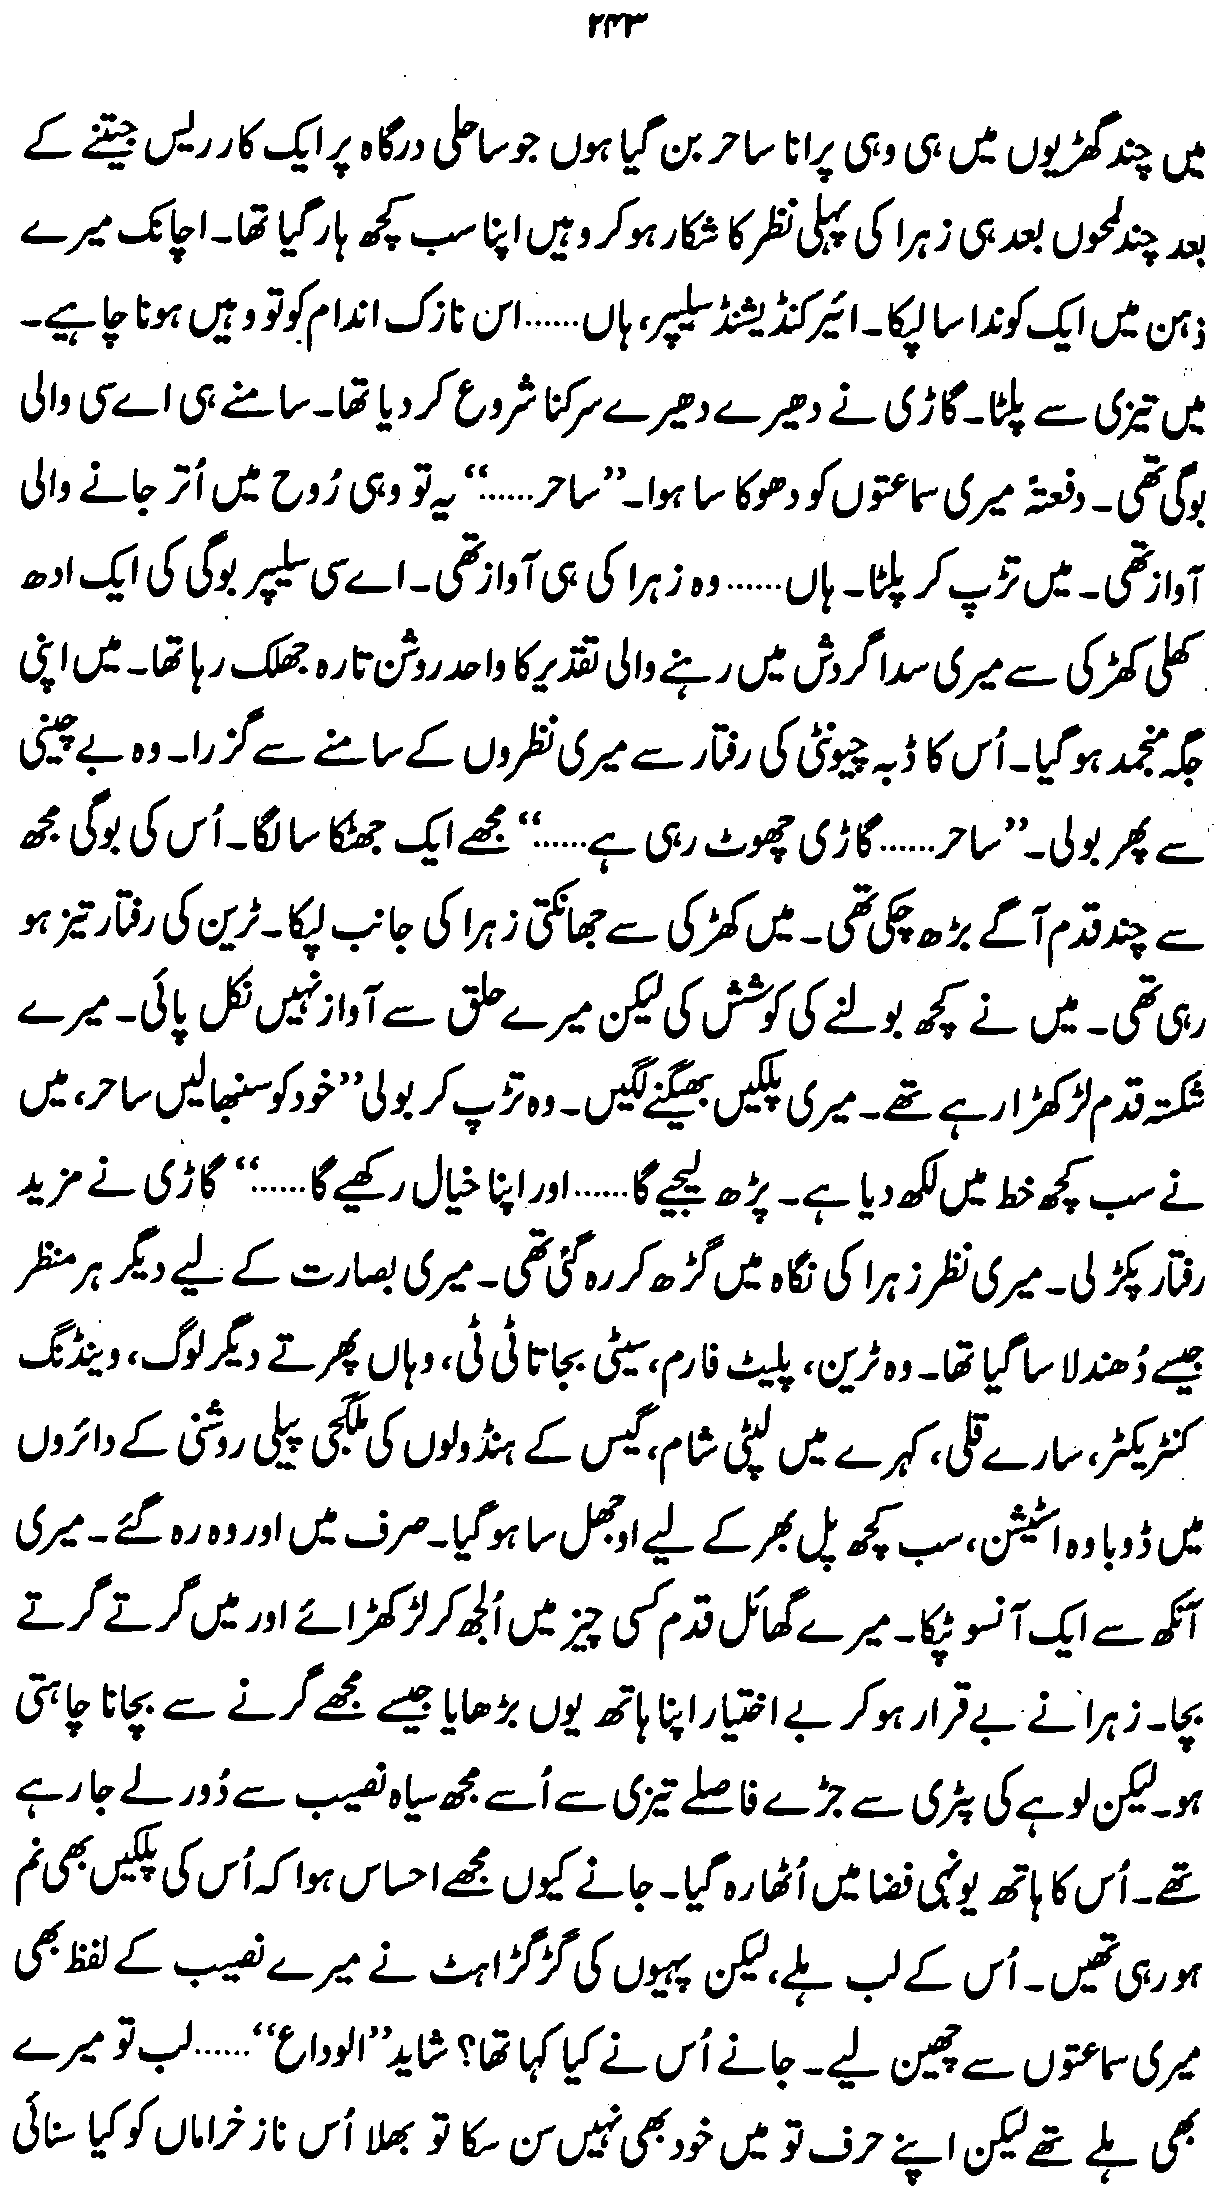 ۲۴۳
میں چند گھڑیوں میں ہی وہی پرانا ساحر بن گیا ہوں جو ساحلی درگاہ پر ایک کار ریس جیتنے کے
بعد چند لمحوں بعد ہی زہرا کی پہلی نظر کا شکار ہو کر وہیں اپنا سب کچھ ہار گیا تھا۔ اچانک میرے
ذہن میں ایک کوندا سا لپکا۔ ائیر کنڈیشنڈ سلیپر، ہاں...... اس نازک اندام کو تو وہیں ہونا چاہیے۔
میں تیزی سے پلٹا۔ گاڑی نے دھیرے دھیرے سرکنا شروع کر دیا تھا۔ سامنے ہی اے سی والی
بوگی تھی۔ دفعتہً میری سماعتوں کو دھوکا سا ہوا۔ ”ساحر......“ یہ تو وہی رُوح میں اُتر جانے والی
آواز تھی۔ میں تڑپ کر پلٹا۔ ہاں...... وہ زہرا کی ہی آواز تھی۔ اے سی سلیپر بوگی کی ایک ادھ
کھلی کھڑکی سے میری سدا گردش میں رہنے والی تقدیر کا واحد روشن تارہ جھلک رہا تھا۔ میں اپنی
جگہ منجمد ہو گیا۔ اُس کا ڈبہ چیونٹی کی رفتار سے میری نظروں کے سامنے سے گزرا۔ وہ بے چینی
سے پھر بولی۔ ”ساحر...... گاڑی چھوٹ رہی ہے......“ مجھے ایک جھٹکا سا لگا۔ اُس کی بوگی مجھ
سے چند قدم آگے بڑھ چکی تھی۔ میں کھڑکی سے جھانکتی زہرا کی جانب لپکا۔ ٹرین کی رفتار تیز ہو
رہی تھی۔ میں نے کچھ بولنے کی کوشش کی لیکن میرے حلق سے آواز نہیں نکل پائی۔ میرے
شکستہ قدم لڑکھڑا رہے تھے۔ میری پلکیں بھیگنے لگیں۔ وہ تڑپ کر بولی ”خود کو سنبھالیں ساحر، میں
نے سب کچھ خط میں لکھ دیا ہے۔ پڑھ لیجیے گا...... اور اپنا خیال رکھیے گا......“ گاڑی نے مزید
رفتار پکڑ لی۔ میری نظر زہرا کی نگاہ میں گڑھ کر رہ گئی تھی۔ میری بصارت کے لیے دیگر ہر منظر
جیسے دُھندلا سا گیا تھا۔ وہ ٹرین، پلیٹ فارم، سیٹی بجاتا ٹی ٹی، وہاں پھرتے دیگر لوگ، وینڈنگ
کنٹریکٹر، سارے قلی، کہرے میں لپٹی شام، گیس کے ہنڈولوں کی ملگجی پیلی روشنی کے دائروں
میں ڈوبا وہ اسٹیشن، سب کچھ پل بھر کے لیے اوجھل سا ہو گیا۔ صرف میں اور وہ رہ گئے۔ میری
آنکھ سے ایک آنسو ٹپکا۔ میرے گھائل قدم کسی چیز میں اُلجھ کر لڑکھڑائے اور میں گرتے گرتے
بچا۔ زہرا نے بے قرار ہو کر بے اختیار اپنا ہاتھ یوں بڑھایا جیسے مجھے گرنے سے بچانا چاہتی
ہو۔ لیکن لوہے کی پٹری سے جڑے فاصلے تیزی سے اُسے مجھ سیاہ نصیب سے دُور لے جا رہے
تھے۔ اُس کا ہاتھ یونہی فضا میں اُٹھا رہ گیا۔ جانے کیوں مجھے احساس ہوا کہ اُس کی پلکیں بھی نم
ہو رہی تھیں۔ اُس کے لب ہلے، لیکن پہیوں کی گڑگڑاہٹ نے میرے نصیب کے لفظ بھی
میری سماعتوں سے چھین لیے۔ جانے اُس نے کیا کہا تھا؟ شاید ”الوداع“...... لب تو میرے
بھی ہلے تھے لیکن اپنے حرف تو میں خود بھی نہیں سن سکا تو بھلا اُس ناز خراماں کو کیا سنائی